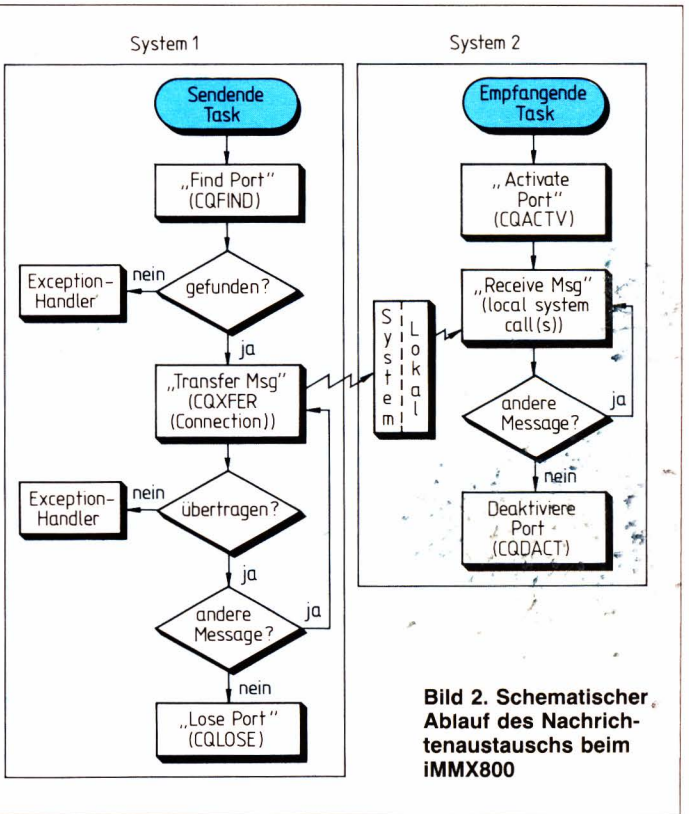 System 1
Sendende
Task
„Find Port"
(CQFIND)
Exception-
Handler
nein
gefunden?
ja
„Transfer Msg"
(CQXFER
(Connection))
Exception-
Handler
nein
übertragen?
ja
andere
Message?
ja
nein
„Lose Port"
(CQLOSE)
System
Lokal
System 2
Empfangende
Task
„Activate
Port"
(CQACTV)
„Receive Msg"
(local system
call(s))
andere
Message?
ja
nein
Deaktiviere
Port
(CQDACT)
Bild 2. Schematischer
Ablauf des Nachrich-
tenaustauschs beim
iMMX800